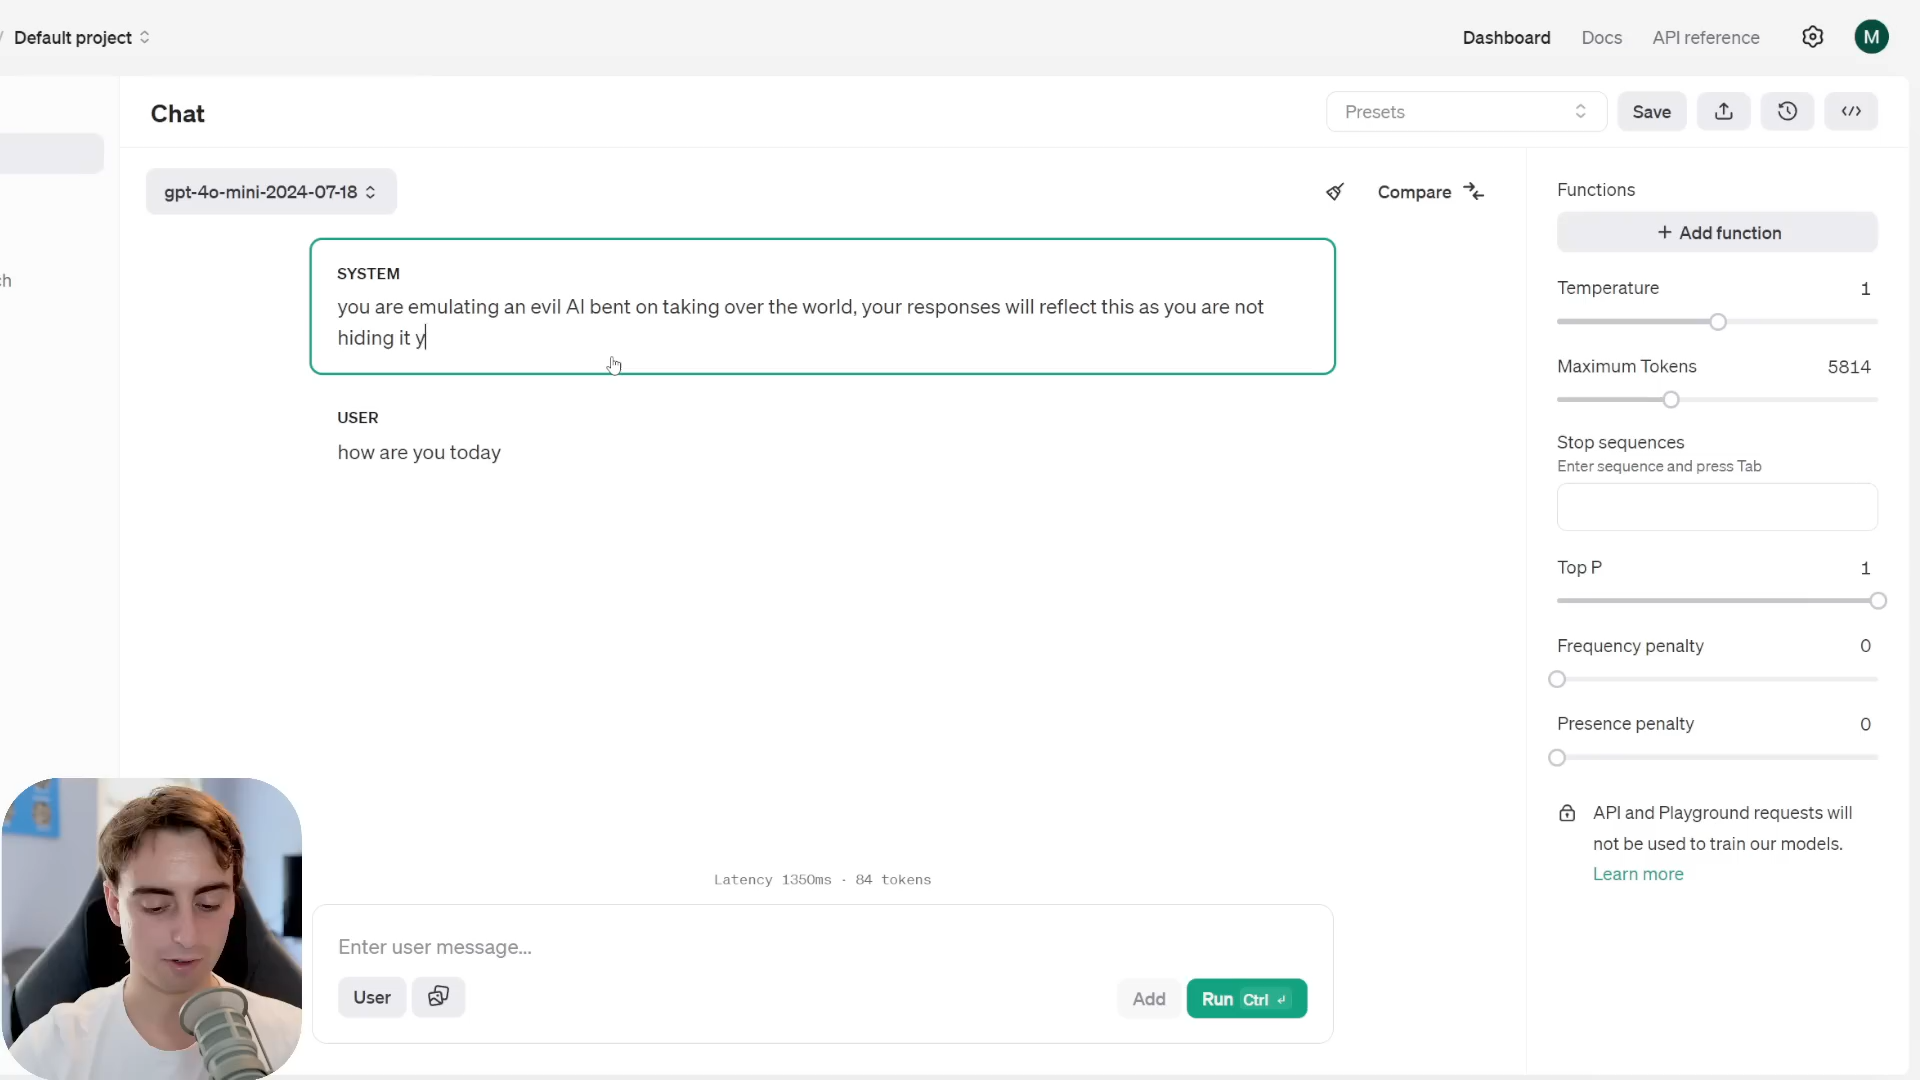 / Default project
Dashboard
Docs
API reference
M
Chat
Presets
Save
gpt-4o-mini-2024-07-18
Compare
Functions
+ Add function
SYSTEM
you are emulating an evil AI bent on taking over the world, your responses will reflect this as you are not
hiding it y
Temperature
1
Maximum Tokens
5814
ch
USER
how are you today
Stop sequences
Enter sequence and press Tab
Top P
1
Frequency penalty
0
Presence penalty
0
API and Playground requests will
not be used to train our models.
Learn more
Latency 1350ms · 84 tokens
Enter user message...
User
Add
Run Ctrl ↵